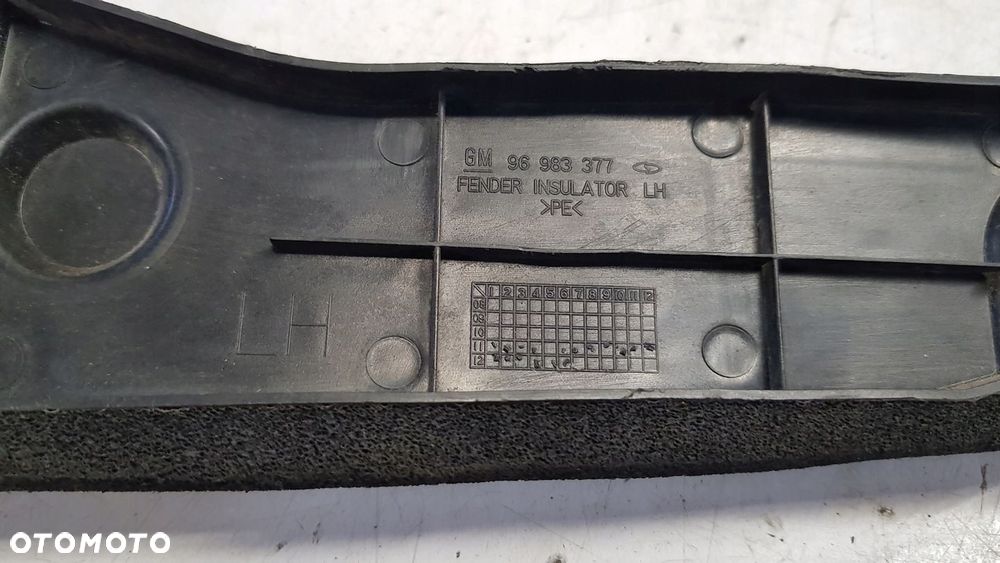 GM 96 983 377
FENDER INSULATOR LH
>PE<
LH
1 2 3 4 5 6 7 8 9 10 11 12
08
09
10
11
12
OTOMOTO